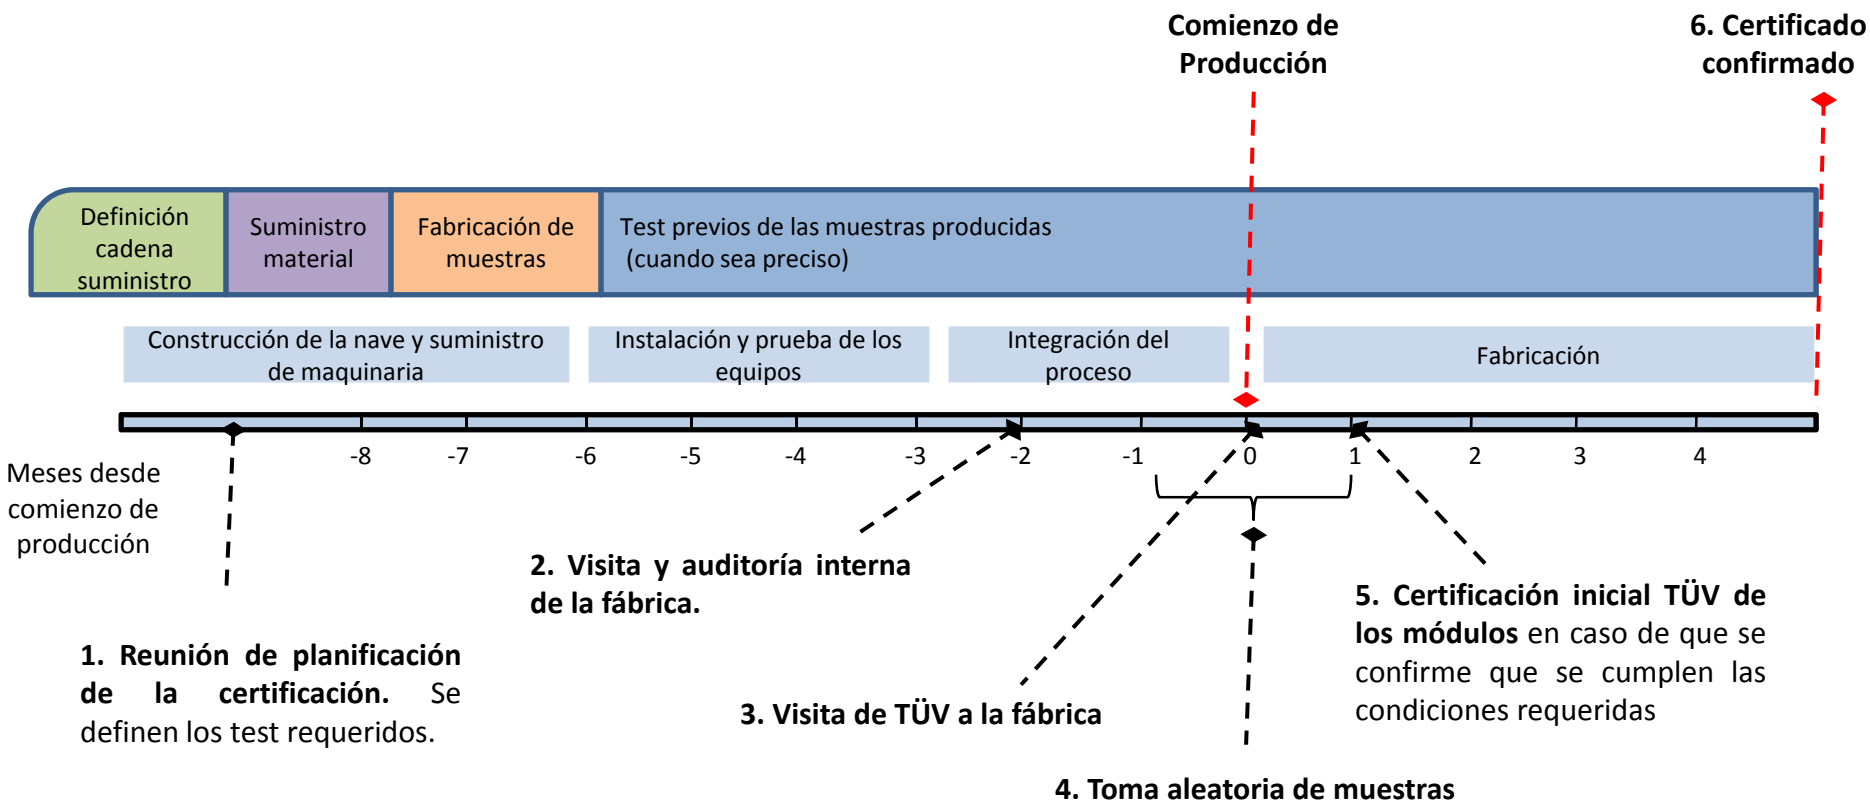 Comienzo de
Producción
6. Certificado
confirmado
Definición
cadena
suministro
Suministro
material
Fabricación de
muestras
Test previos de las muestras producidas
(cuando sea preciso)
Construcción de la nave y suministro
de maquinaria
Instalación y prueba de los
equipos
Integración del
proceso
Fabricación
Meses desde
comienzo de
producción
-8 -7 -6 -5 -4 -3 -2 -1 0 1 2 3 4
1. Reunión de planificación
de la certificación. Se
definen los test requeridos.
2. Visita y auditoría interna
de la fábrica.
3. Visita de TÜV a la fábrica
4. Toma aleatoria de muestras
5. Certificación inicial TÜV de
los módulos en caso de que se
confirme que se cumplen las
condiciones requeridas